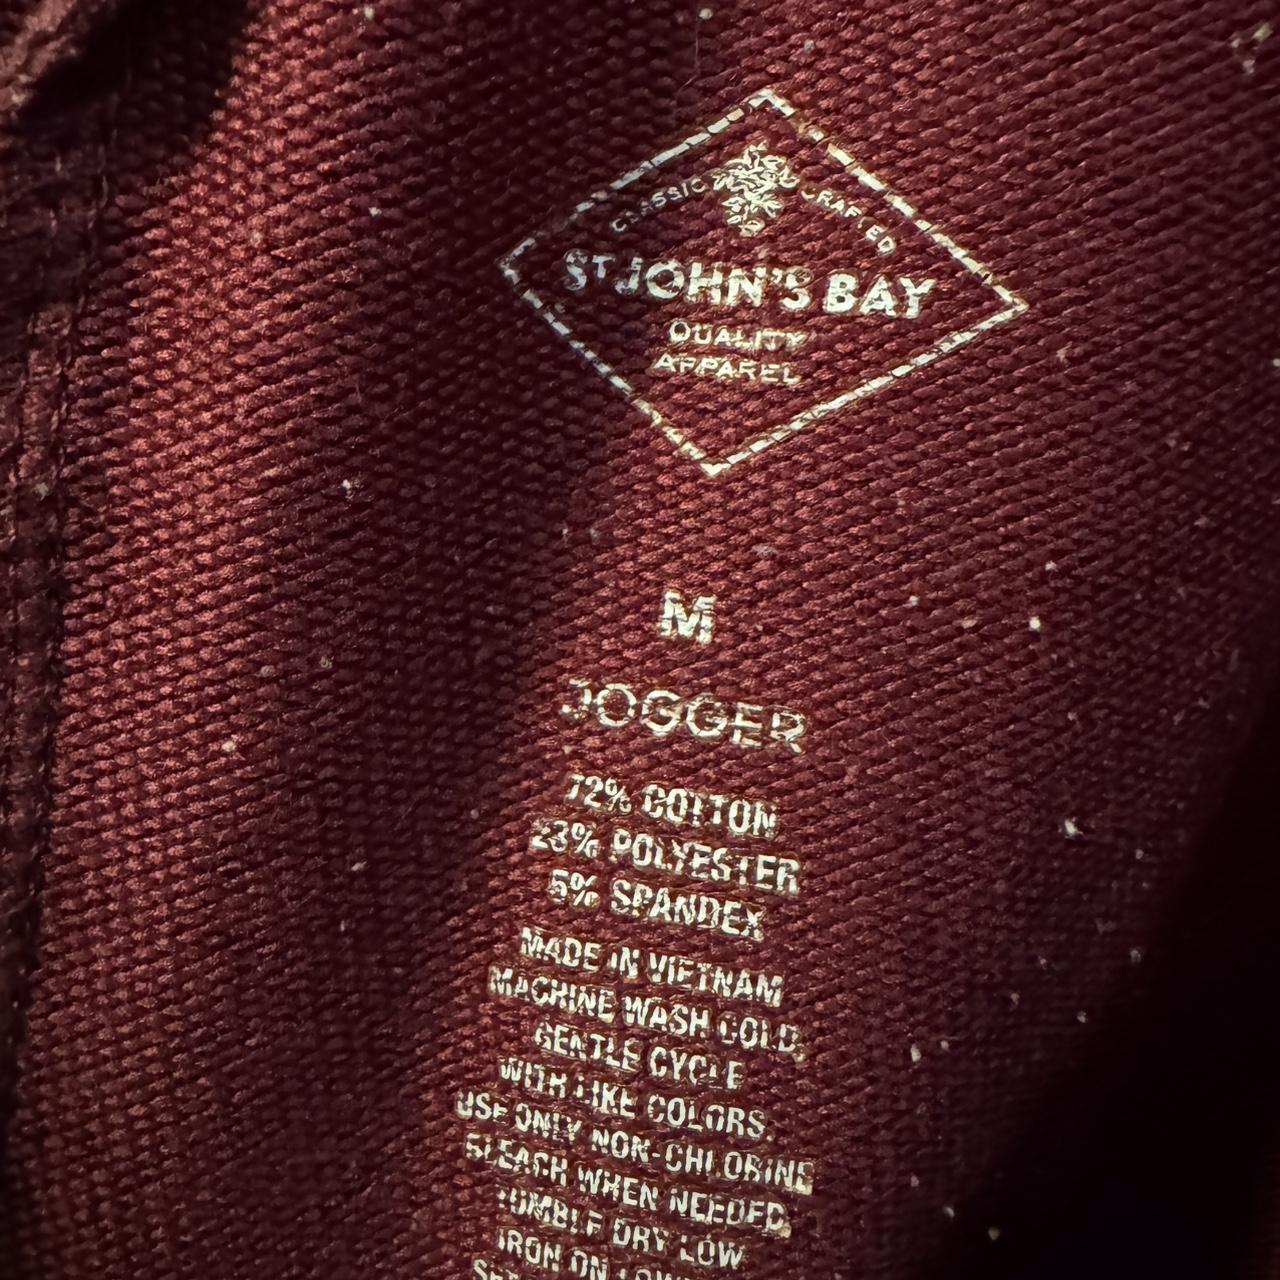 CLASSIC CRAFTED
ST JOHN'S BAY
QUALITY
APPAREL
M
JOGGER
72% COTTON
23% POLYESTER
5% SPANDEX
MADE IN VIETNAM
MACHINE WASH COLD,
GENTLE CYCLE
WITH LIKE COLORS.
USE ONLY NON-CHLORINE
BLEACH WHEN NEEDED.
TUMBLE DRY LOW
IRON ON